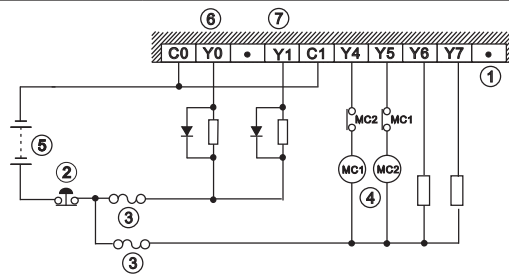 ⑥ ⑦
C0 Y0 • Y1 C1 Y4 Y5 Y6 Y7 •
①
MC2 MC1
⑤
②
MC1 MC2
③ ④
③